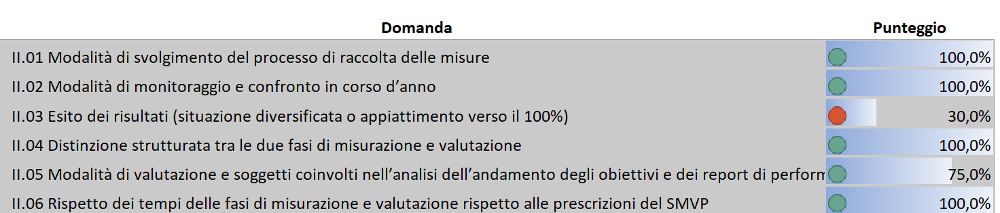 Domanda Punteggio
II.01 Modalità di svolgimento del processo di raccolta delle misure 100,0%
II.02 Modalità di monitoraggio e confronto in corso d’anno 100,0%
II.03 Esito dei risultati (situazione diversificata o appiattimento verso il 100%) 30,0%
II.04 Distinzione strutturata tra le due fasi di misurazione e valutazione 100,0%
II.05 Modalità di valutazione e soggetti coinvolti nell’analisi dell’andamento degli obiettivi e dei report di perform 75,0%
II.06 Rispetto dei tempi delle fasi di misurazione e valutazione rispetto alle prescrizioni del SMVP 100,0%